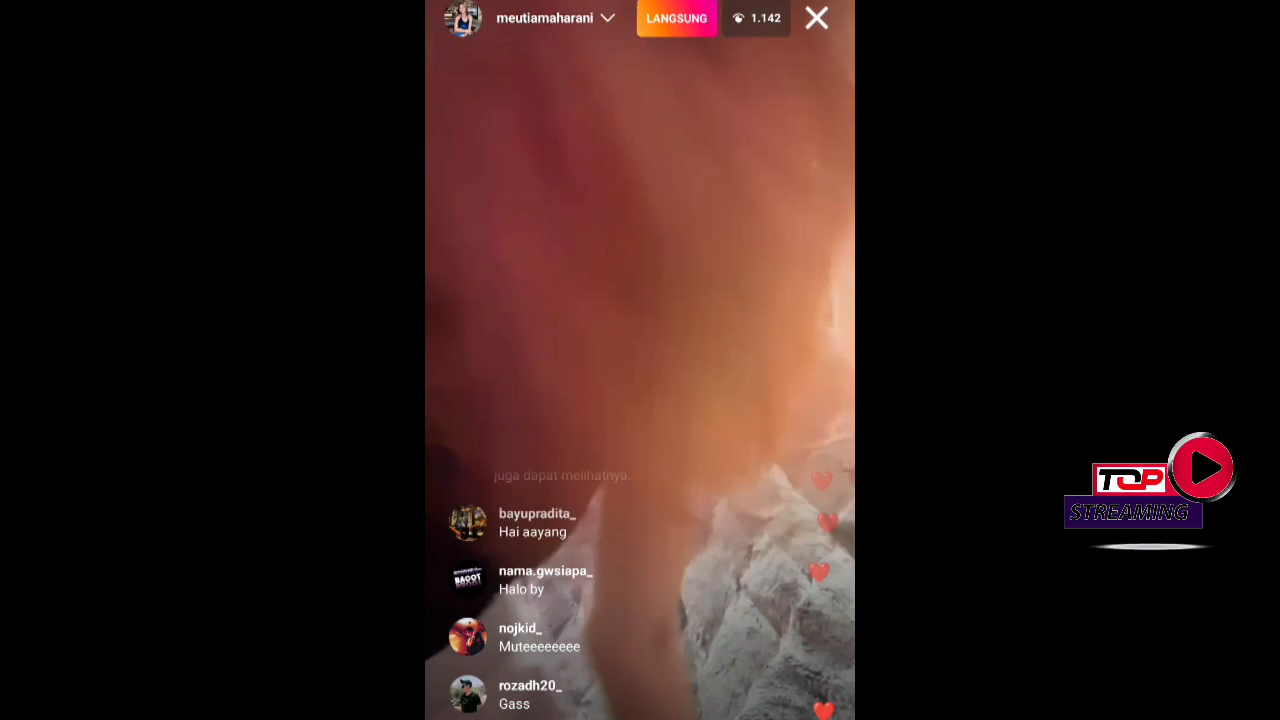 meutiamaharani
LANGSUNG
1.142
juga dapat melihatnya.
bayupradita_
Hai aayang
nama.gwsiapa_
BACOT
Halo by
nojkid_
Muteeeeeeee
rozadh20_
Gass
TOP
STREAMING